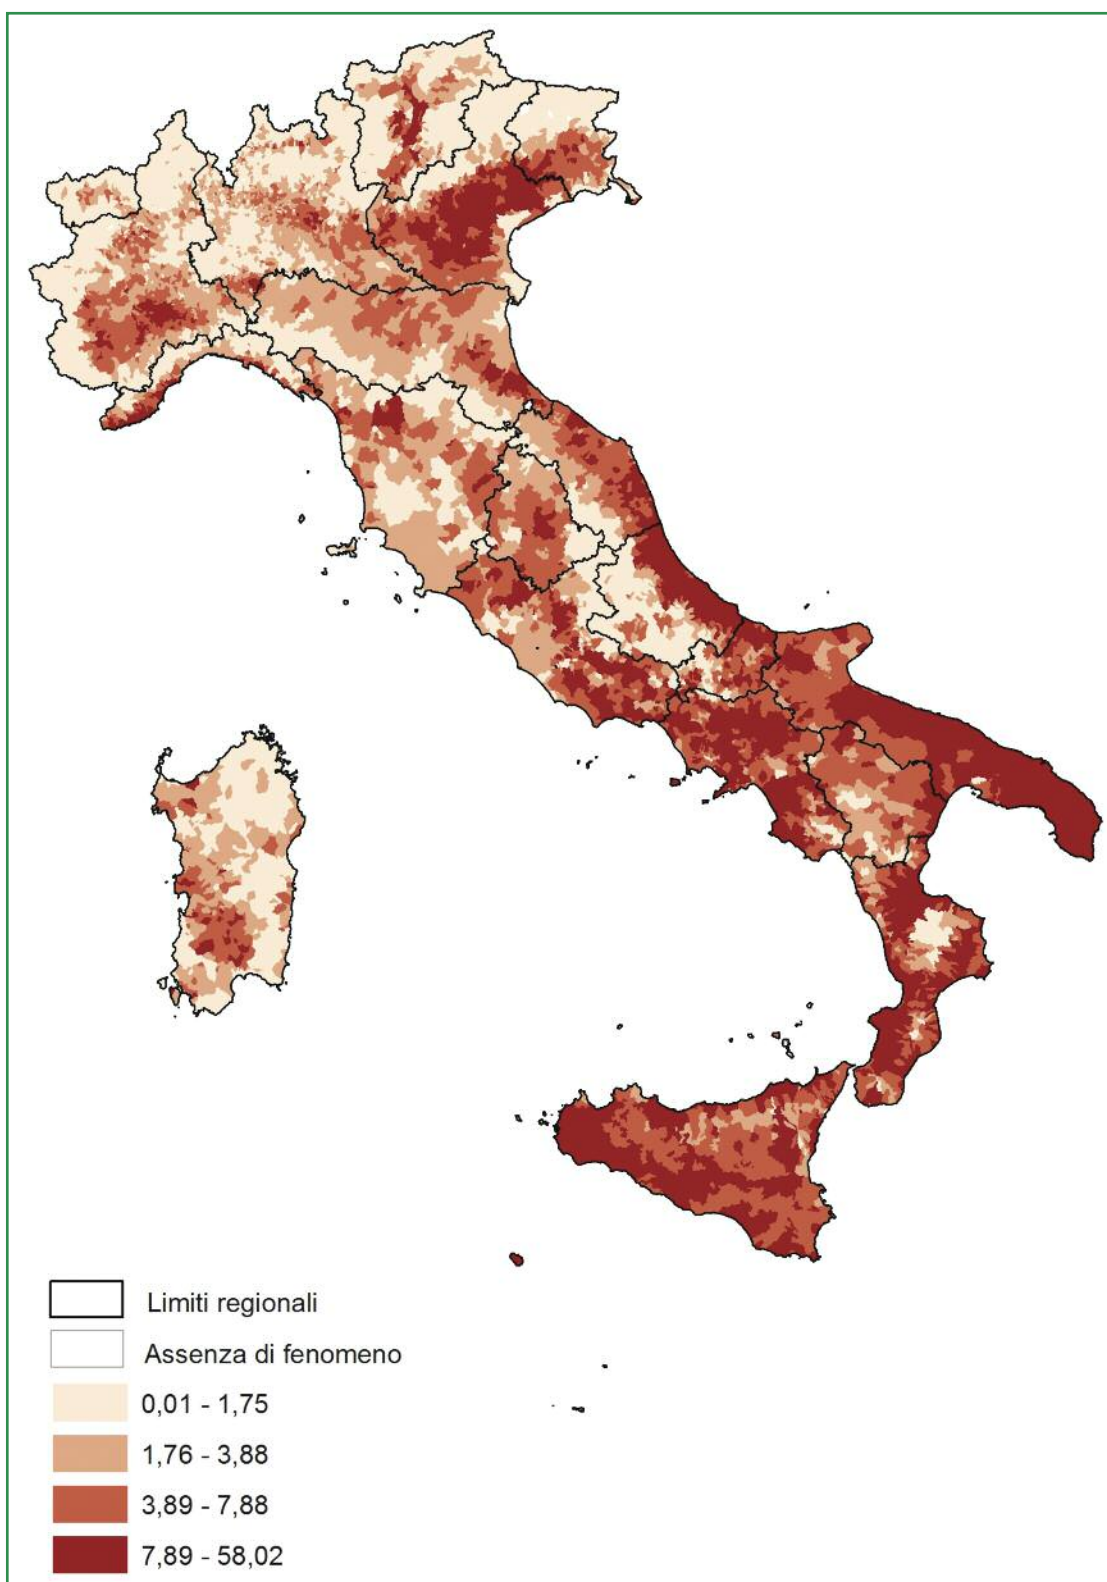 Limiti regionali
Assenza di fenomeno
0,01 - 1,75
1,76 - 3,88
3,89 - 7,88
7,89 - 58,02